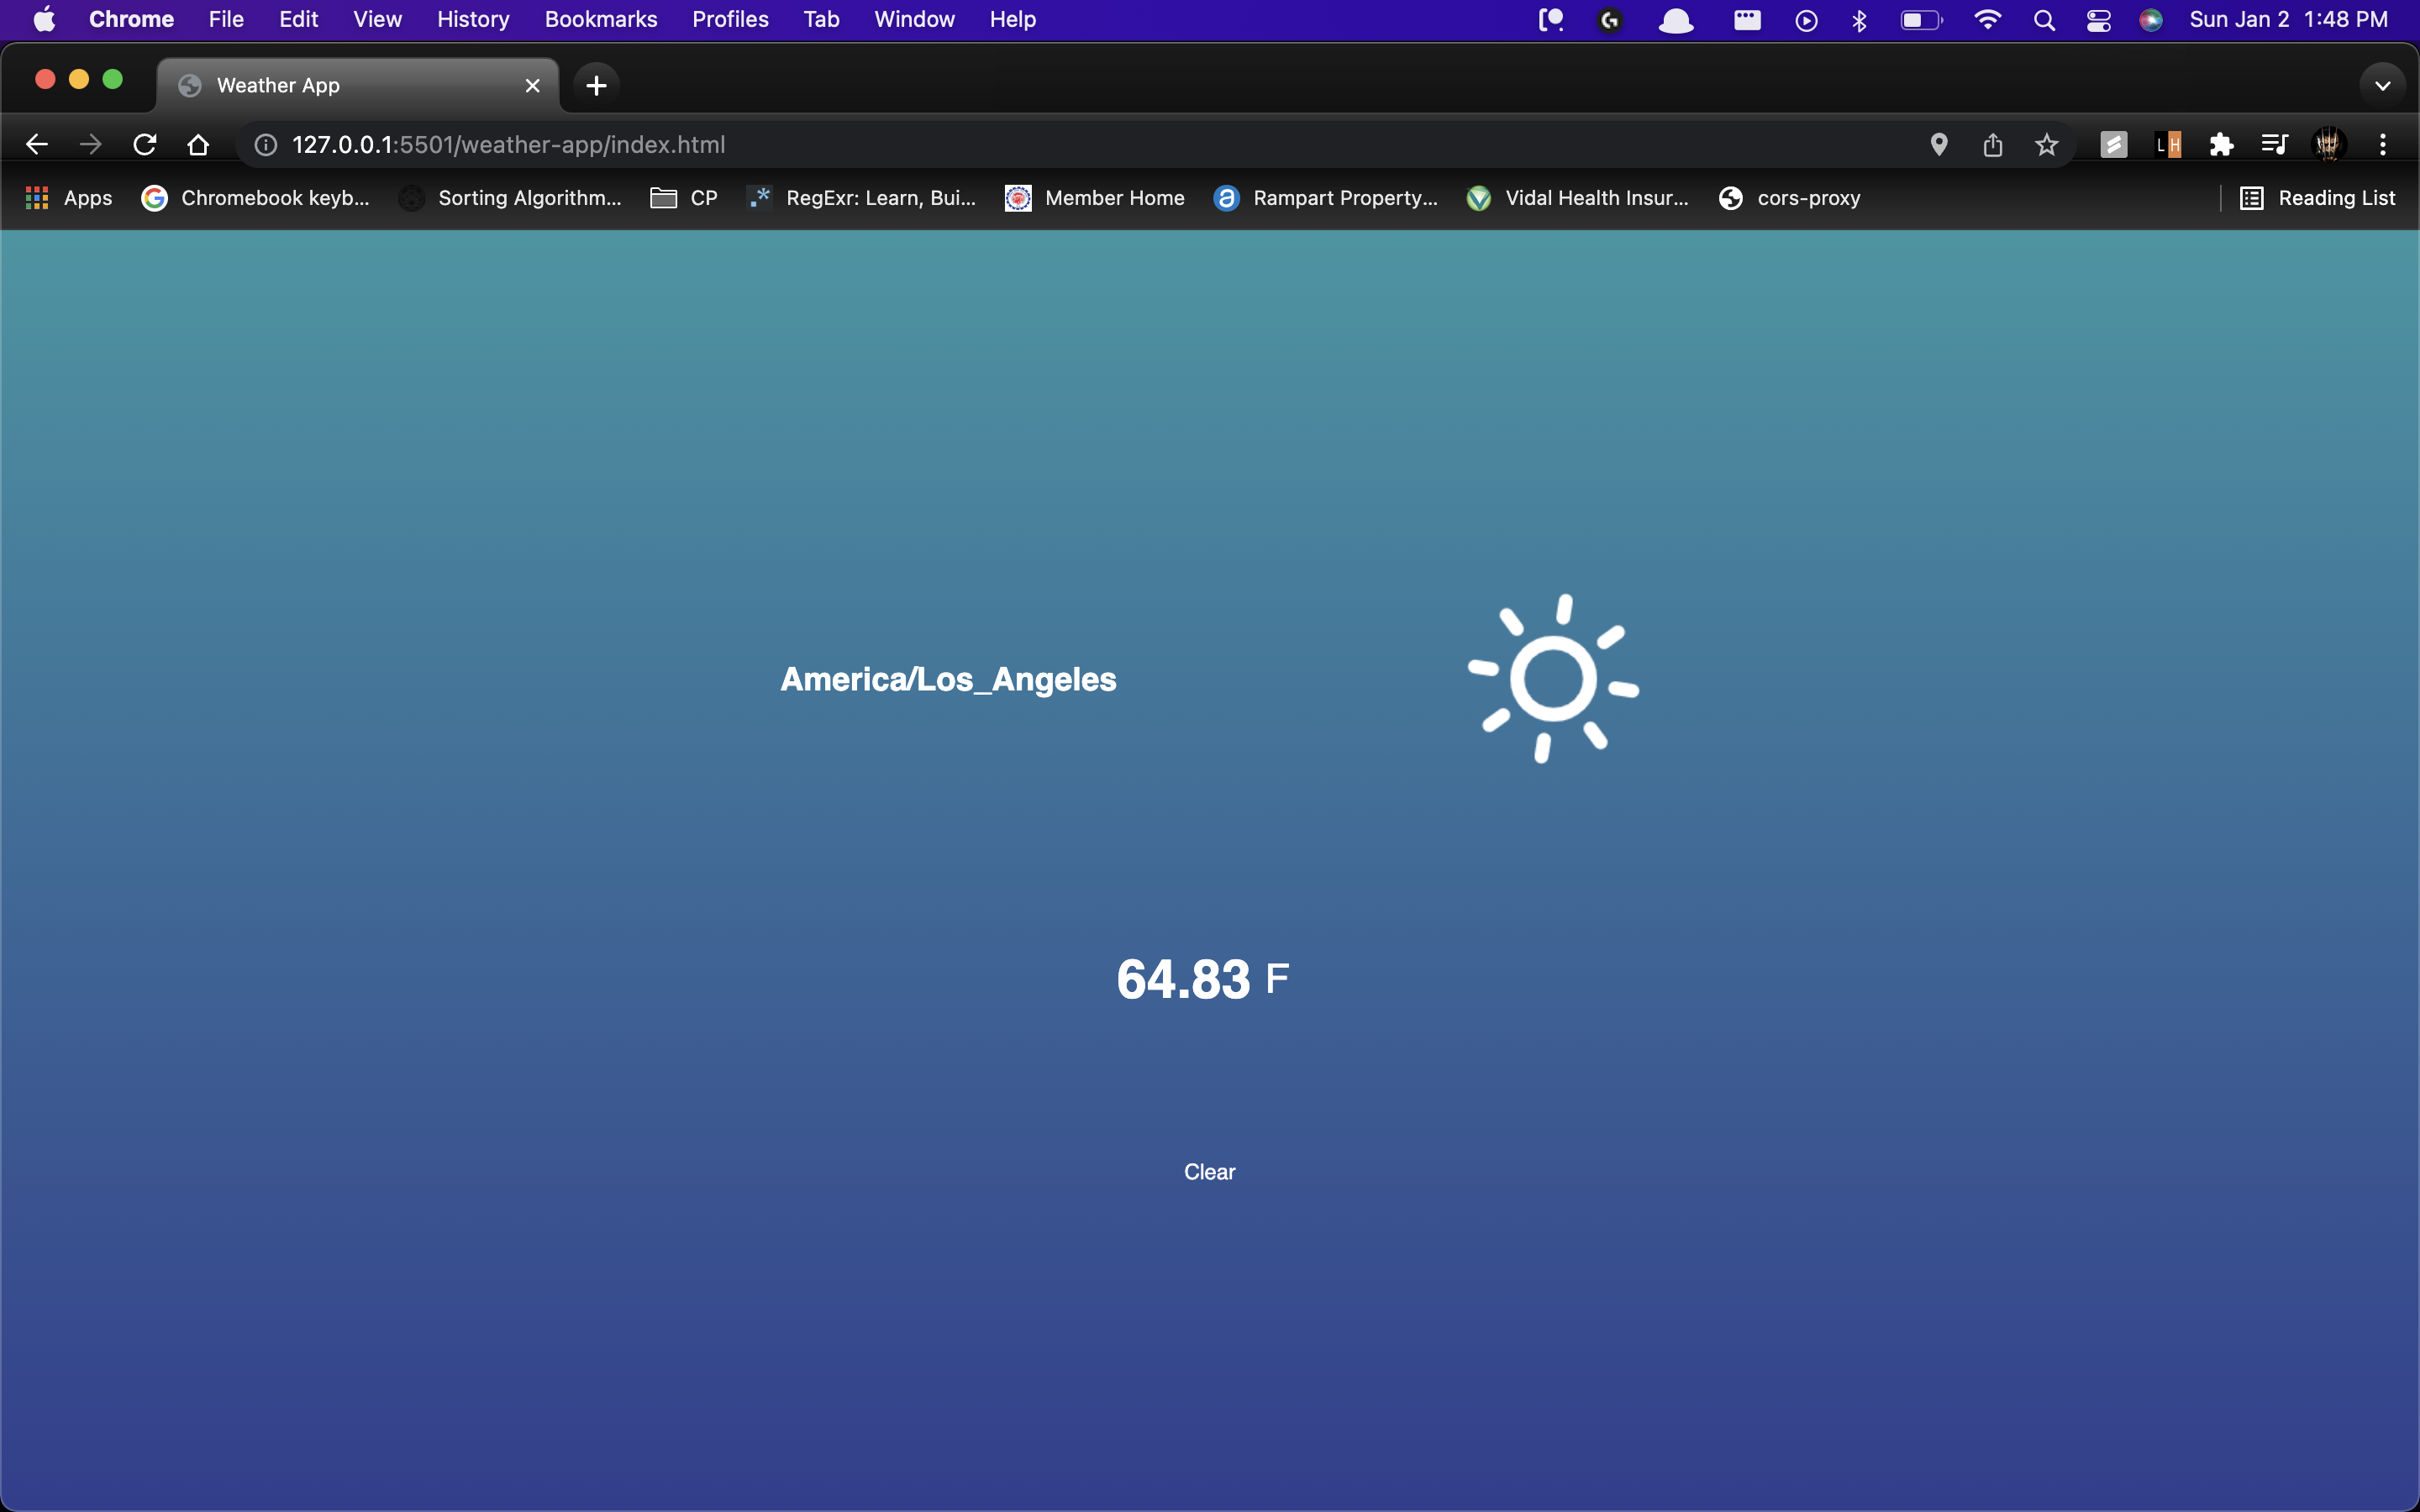 Chrome File Edit View History Bookmarks Profiles Tab Window Help Sun Jan 2 1:48 PM
Weather App
127.0.0.1:5501/weather-app/index.html LH
Apps Chromebook keyb... Sorting Algorithm... CP RegExr: Learn, Bui... Member Home Rampart Property... Vidal Health Insur... cors-proxy Reading List
America/Los_Angeles
64.83 F
Clear